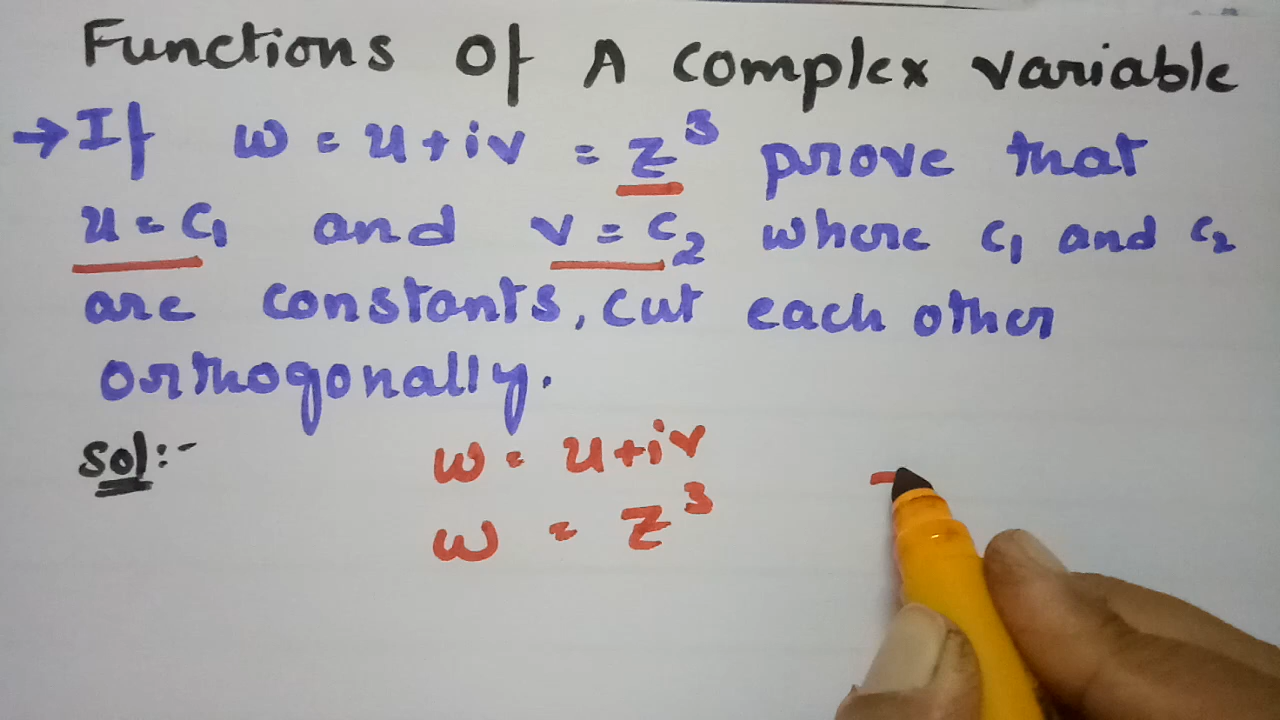 Functions Of A Complex Variable
→ If w = u + iv = z³ prove that
u = c₁ and v = c₂ where c₁ and c₂
are constants, cut each other
orthogonally.
Sol:- w = u+iv
w = z³